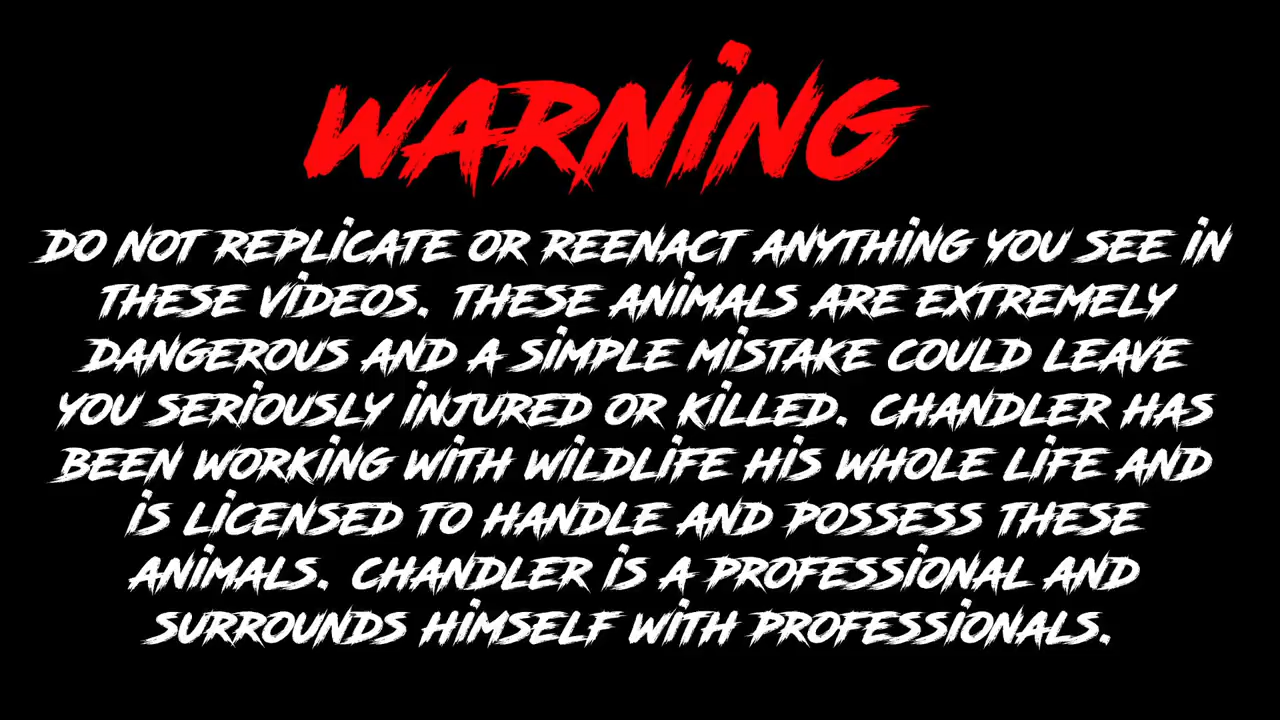 WARNING
DO NOT REPLICATE OR REENACT ANYTHING YOU SEE IN
THESE VIDEOS. THESE ANIMALS ARE EXTREMELY
DANGEROUS AND A SIMPLE MISTAKE COULD LEAVE
YOU SERIOUSLY INJURED OR KILLED. CHANDLER HAS
BEEN WORKING WITH WILDLIFE HIS WHOLE LIFE AND
IS LICENSED TO HANDLE AND POSSESS THESE
ANIMALS. CHANDLER IS A PROFESSIONAL AND
SURROUNDS HIMSELF WITH PROFESSIONALS.